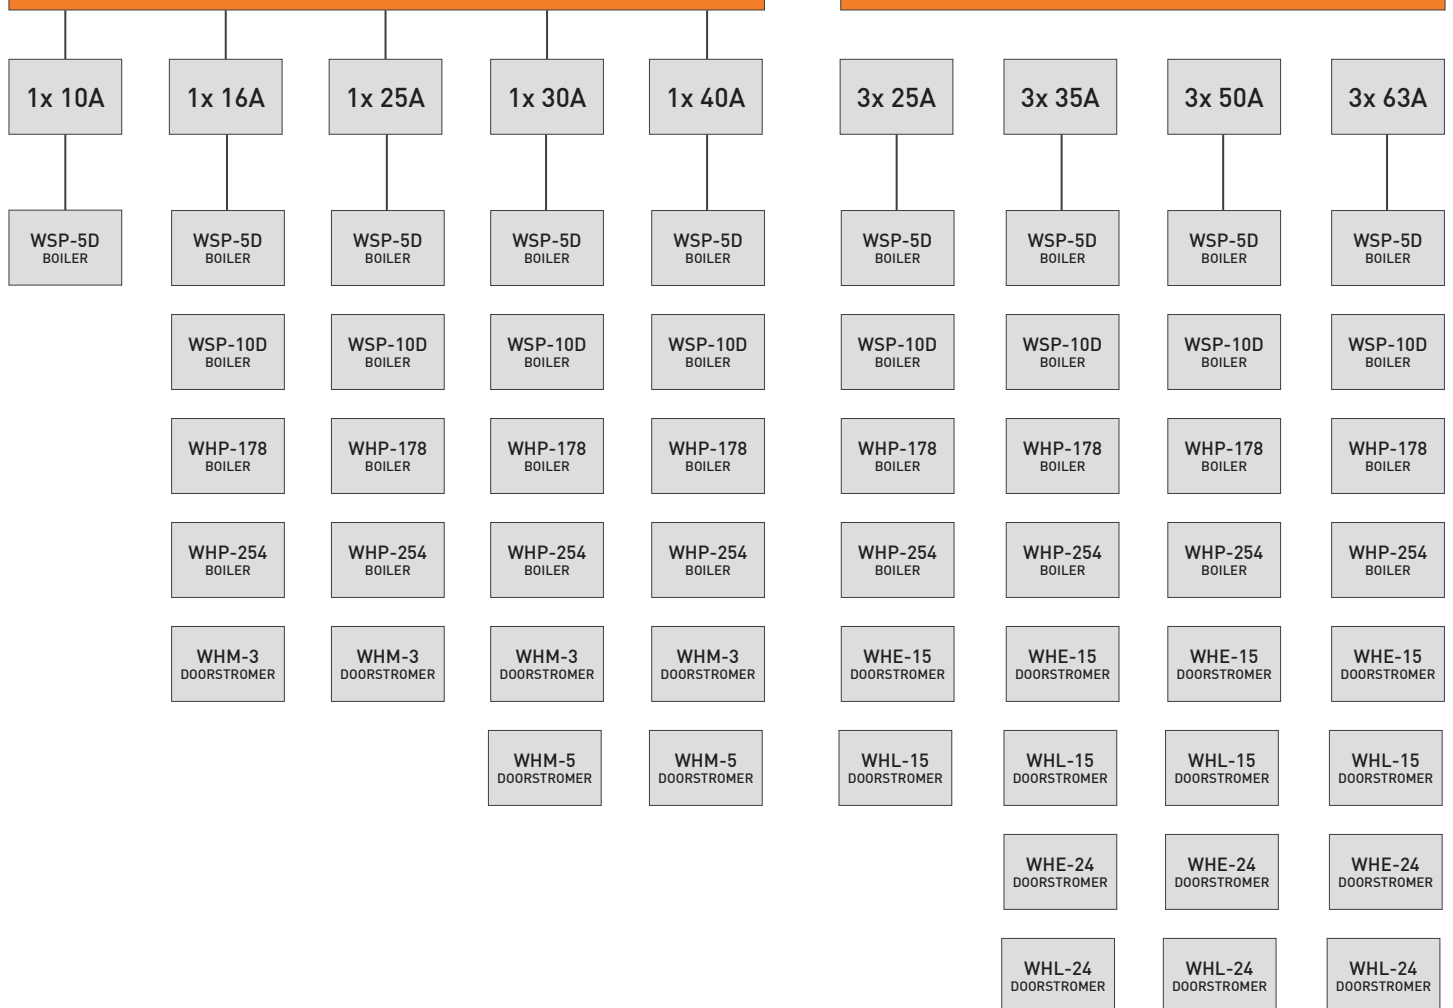 1x 10A
1x 16A
1x 25A
1x 30A
1x 40A
3x 25A
3x 35A
3x 50A
3x 63A
WSP-5D
BOILER
WSP-5D
BOILER
WSP-5D
BOILER
WSP-5D
BOILER
WSP-5D
BOILER
WSP-5D
BOILER
WSP-5D
BOILER
WSP-5D
BOILER
WSP-5D
BOILER
WSP-10D
BOILER
WSP-10D
BOILER
WSP-10D
BOILER
WSP-10D
BOILER
WSP-10D
BOILER
WSP-10D
BOILER
WSP-10D
BOILER
WSP-10D
BOILER
WHP-178
BOILER
WHP-178
BOILER
WHP-178
BOILER
WHP-178
BOILER
WHP-178
BOILER
WHP-178
BOILER
WHP-178
BOILER
WHP-178
BOILER
WHP-254
BOILER
WHP-254
BOILER
WHP-254
BOILER
WHP-254
BOILER
WHP-254
BOILER
WHP-254
BOILER
WHP-254
BOILER
WHP-254
BOILER
WHM-3
DOORSTROMER
WHM-3
DOORSTROMER
WHM-3
DOORSTROMER
WHM-3
DOORSTROMER
WHE-15
DOORSTROMER
WHE-15
DOORSTROMER
WHE-15
DOORSTROMER
WHE-15
DOORSTROMER
WHM-5
DOORSTROMER
WHM-5
DOORSTROMER
WHL-15
DOORSTROMER
WHL-15
DOORSTROMER
WHL-15
DOORSTROMER
WHL-15
DOORSTROMER
WHE-24
DOORSTROMER
WHE-24
DOORSTROMER
WHE-24
DOORSTROMER
WHL-24
DOORSTROMER
WHL-24
DOORSTROMER
WHL-24
DOORSTROMER